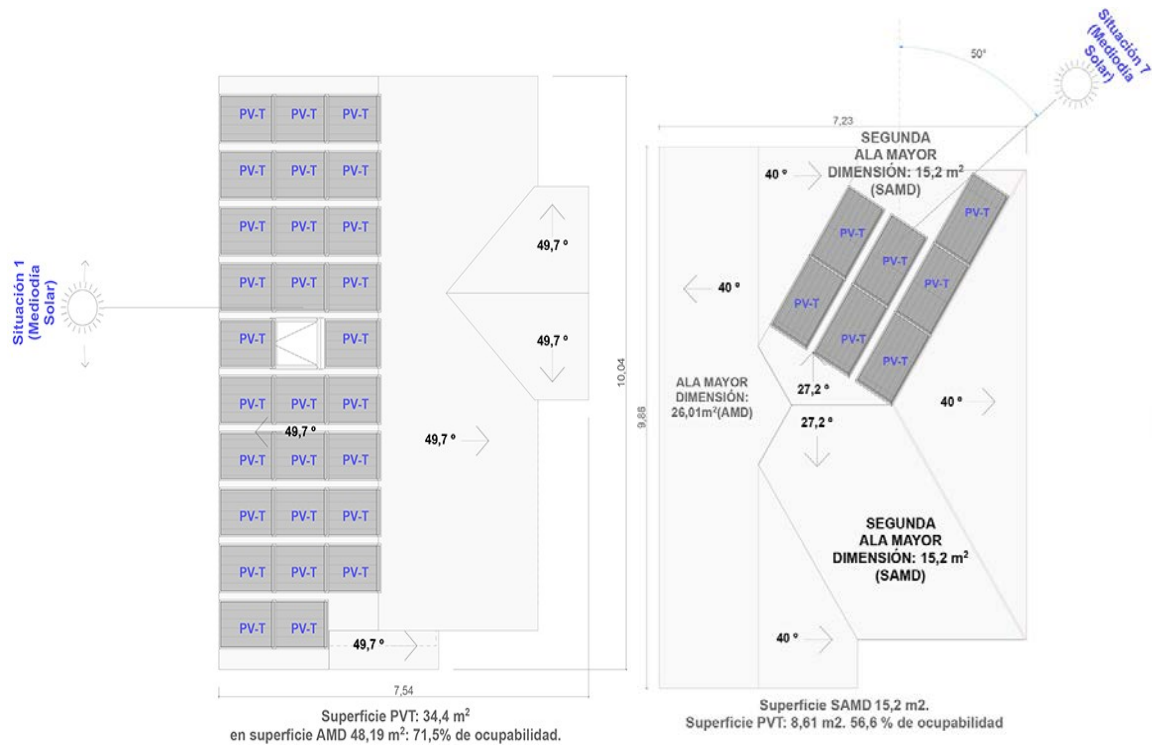 Situación 1
(Mediodía
Solar)
PV-T PV-T PV-T
PV-T PV-T PV-T
PV-T PV-T PV-T
PV-T PV-T PV-T
PV-T PV-T
PV-T PV-T PV-T
49,7 º
PV-T PV-T PV-T
PV-T PV-T PV-T
PV-T PV-T PV-T
PV-T PV-T
49,7 º
49,7 º
49,7 º
49,7 º
10,04
7,54
Superficie PVT: 34,4 m²
en superficie AMD 48,19 m²: 71,5% de ocupabilidad.
Situación 7
(Mediodía
Solar)
50°
7,23
SEGUNDA
ALA MAYOR
DIMENSIÓN: 15,2 m²
(SAMD)
40 º
PV-T
PV-T
PV-T
PV-T
PV-T
PV-T
PV-T
40 º
27,2 º
27,2 º
40 º
ALA MAYOR
DIMENSIÓN:
26,01m²(AMD)
9,88
SEGUNDA
ALA MAYOR
DIMENSIÓN: 15,2 m²
(SAMD)
40 º
Superficie SAMD 15,2 m2.
Superficie PVT: 8,61 m2. 56,6 % de ocupabilidad